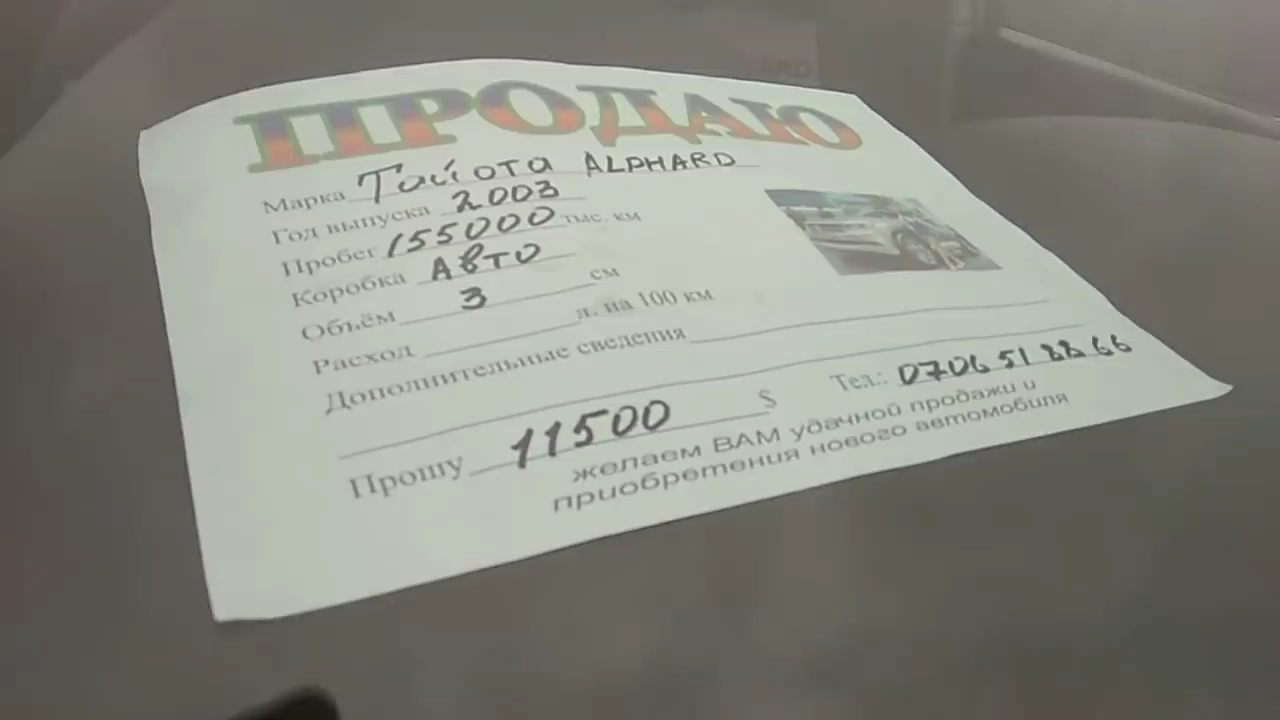 ПРОДАЮ
Марка Тайота ALPHARD
Год выпуска 2003
Пробег 155000 тыс. км
Коробка Авто
Объём 3 см
Расход л. на 100 км
Дополнительные сведения
Тел.: 0706 51 88 66
Прошу 11500 $
желаем ВАМ удачной продажи и
приобретения нового автомобиля